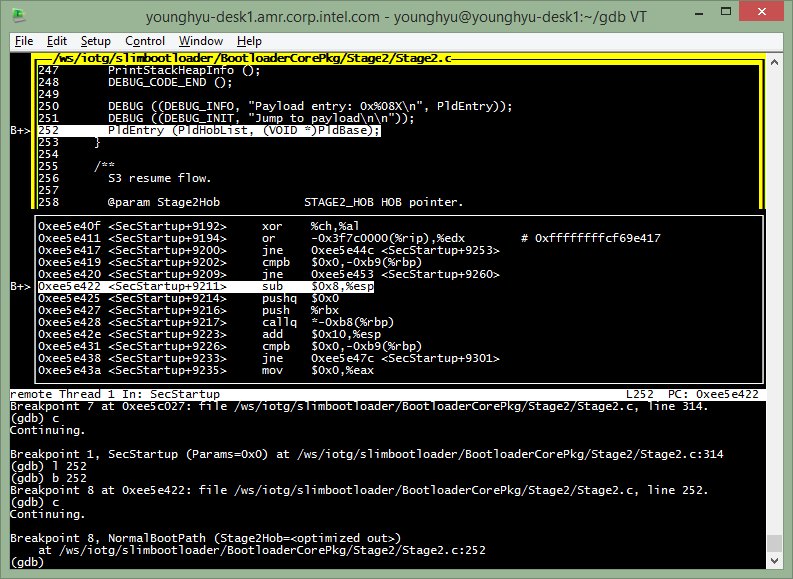 younghyu-desk1.amr.corp.intel.com - younghyu@younghyu-desk1:~/gdb VT
File Edit Setup Control Window Help
/ws/iotg/slimbootloader/BootloaderCorePkg/Stage2/Stage2.c
247 PrintStackHeapInfo ();
248 DEBUG_CODE_END ();
249
250 DEBUG ((DEBUG_INFO, "Payload entry: 0x%08X\n", PldEntry));
251 DEBUG ((DEBUG_INIT, "Jump to payload\n\n"));
B+> 252 PldEntry (PldHobList, (VOID *)PldBase);
253 }
254
255 /**
256 S3 resume flow.
257
258 @param Stage2Hob STAGE2_HOB HOB pointer.
0xee5e40f <SecStartup+9192> xor %ch,%al
0xee5e411 <SecStartup+9194> or -0x3f7c0000(%rip),%edx # 0xffffffffcf69e417
0xee5e417 <SecStartup+9200> jne 0xee5e44c <SecStartup+9253>
0xee5e419 <SecStartup+9202> cmpb $0x0,-0xb9(%rbp)
0xee5e420 <SecStartup+9209> jne 0xee5e453 <SecStartup+9260>
B+> 0xee5e422 <SecStartup+9211> sub $0x8,%esp
0xee5e425 <SecStartup+9214> pushq $0x0
0xee5e427 <SecStartup+9216> push %rbx
0xee5e428 <SecStartup+9217> callq *-0xb8(%rbp)
0xee5e42e <SecStartup+9223> add $0x10,%esp
0xee5e431 <SecStartup+9226> cmpb $0x0,-0xb9(%rbp)
0xee5e438 <SecStartup+9233> jne 0xee5e47c <SecStartup+9301>
0xee5e43a <SecStartup+9235> mov $0x0,%eax
remote Thread 1 In: SecStartup L252 PC: 0xee5e422
Breakpoint 7 at 0xee5c027: file /ws/iotg/slimbootloader/BootloaderCorePkg/Stage2/Stage2.c, line 314.
(gdb) c
Continuing.
Breakpoint 1, SecStartup (Params=0x0) at /ws/iotg/slimbootloader/BootloaderCorePkg/Stage2/Stage2.c:314
(gdb) l 252
(gdb) b 252
Breakpoint 8 at 0xee5e422: file /ws/iotg/slimbootloader/BootloaderCorePkg/Stage2/Stage2.c, line 252.
(gdb) c
Continuing.
Breakpoint 8, NormalBootPath (Stage2Hob=<optimized out>)
at /ws/iotg/slimbootloader/BootloaderCorePkg/Stage2/Stage2.c:252
(gdb)